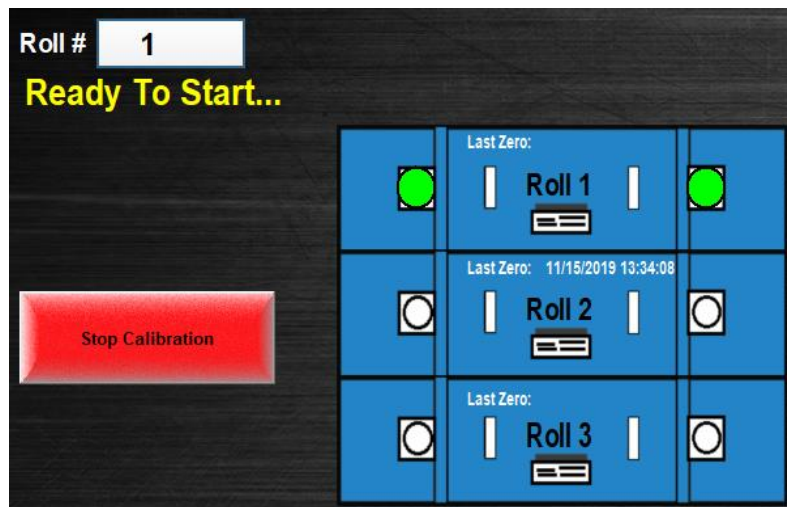 Roll # 1
Ready To Start...
Last Zero:
Roll 1
Last Zero: 11/15/2019 13:34:08
Roll 2
Stop Calibration
Last Zero:
Roll 3